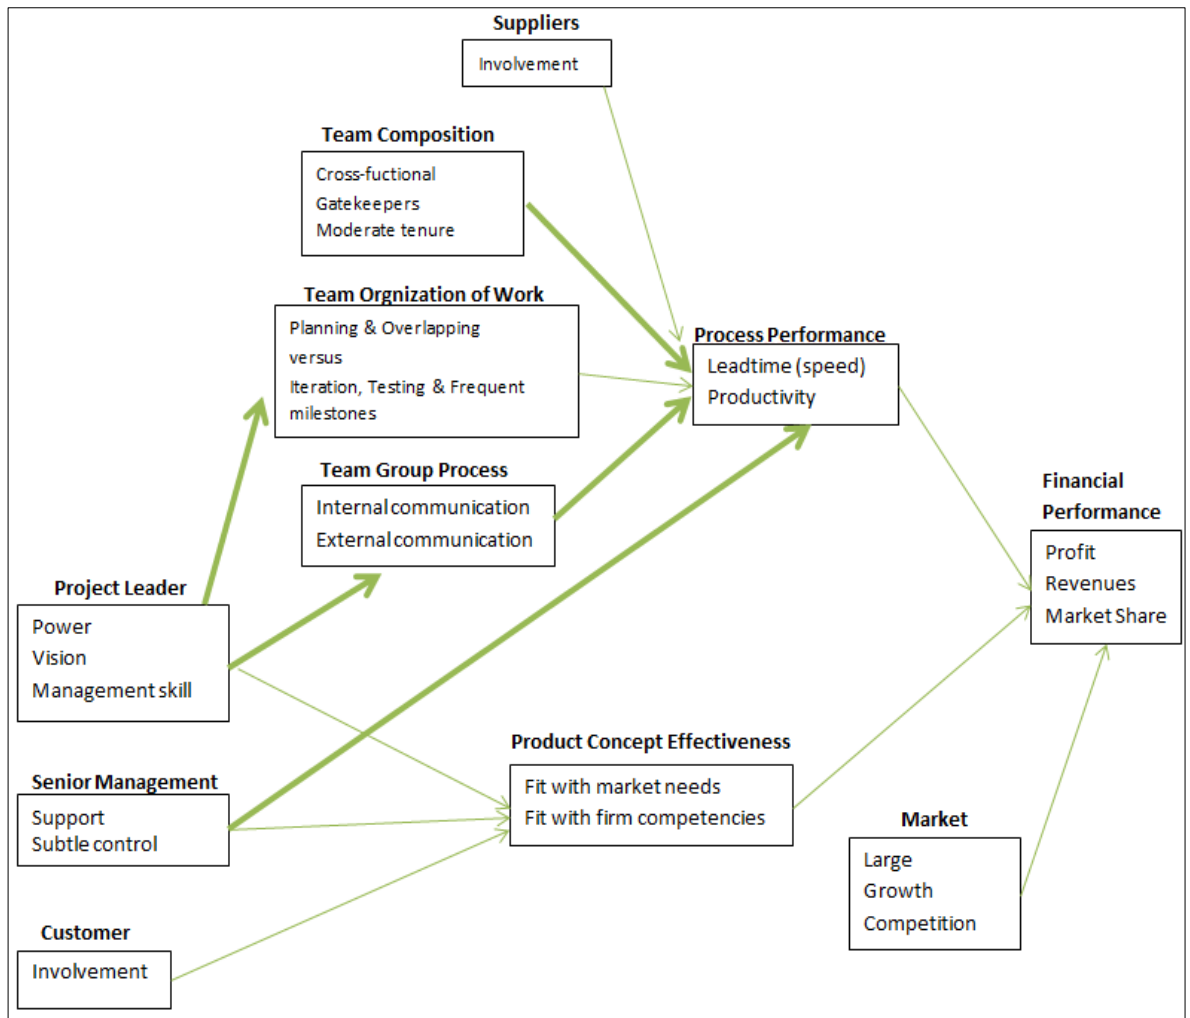 Suppliers
Involvement
Team Composition
Cross-fuctional
Gatekeepers
Moderate tenure
Team Orgnization of Work
Planning & Overlapping
versus
Iteration, Testing & Frequent
milestones
Process Performance
Leadtime (speed)
Productivity
Team Group Process
Internal communication
External communication
Financial
Performance
Profit
Revenues
Market Share
Project Leader
Power
Vision
Management skill
Product Concept Effectiveness
Fit with market needs
Fit with firm competencies
Senior Management
Support
Subtle control
Market
Large
Growth
Competition
Customer
Involvement